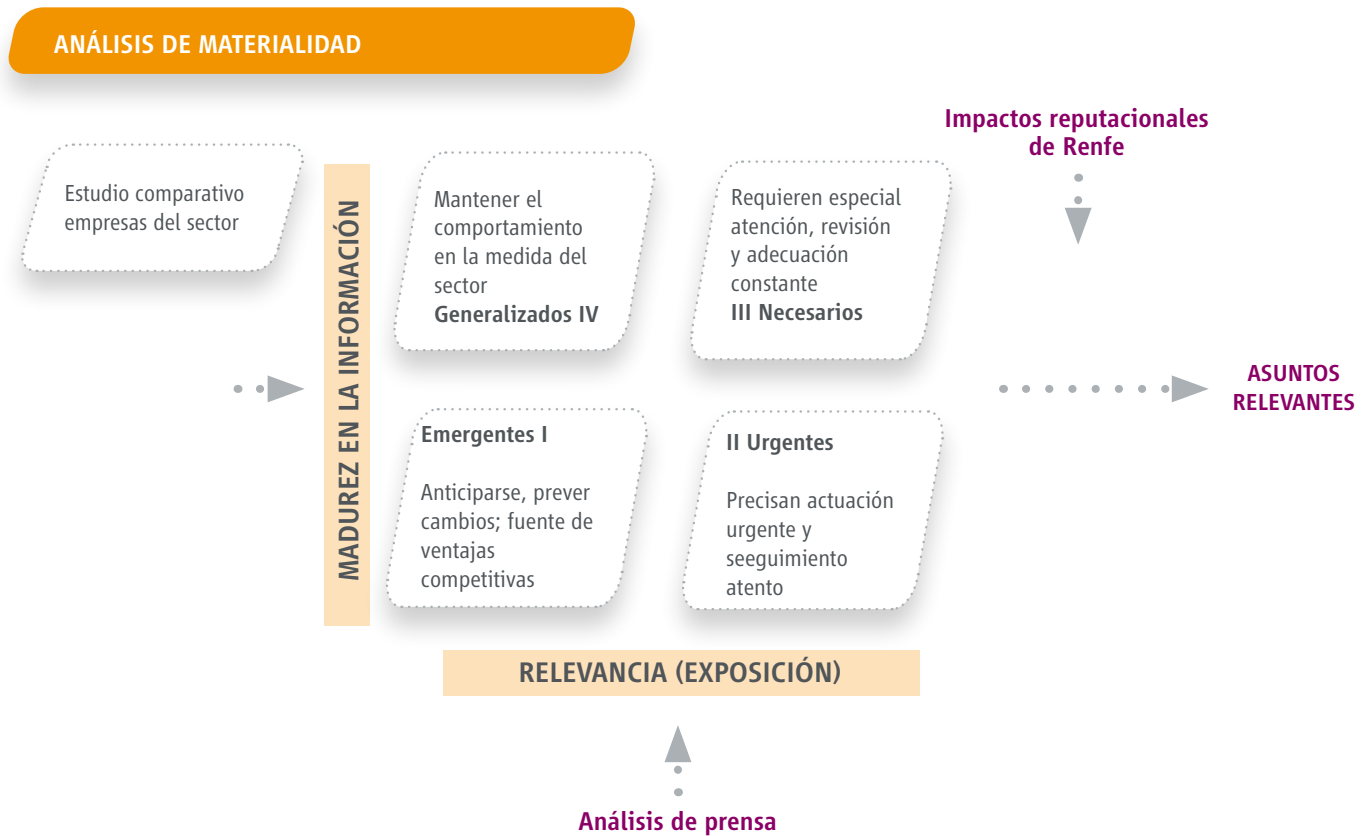 ANÁLISIS DE MATERIALIDAD
Impactos reputacionales
de Renfe
Estudio comparativo
empresas del sector
MADUREZ EN LA INFORMACIÓN
Mantener el
comportamiento
en la medida del
sector
Generalizados IV
Requieren especial
atención, revisión
y adecuación
constante
III Necesarios
ASUNTOS
RELEVANTES
Emergentes I
Anticiparse, prever
cambios; fuente de
ventajas
competitivas
II Urgentes
Precisan actuación
urgente y
seeguimiento
atento
RELEVANCIA (EXPOSICIÓN)
Análisis de prensa